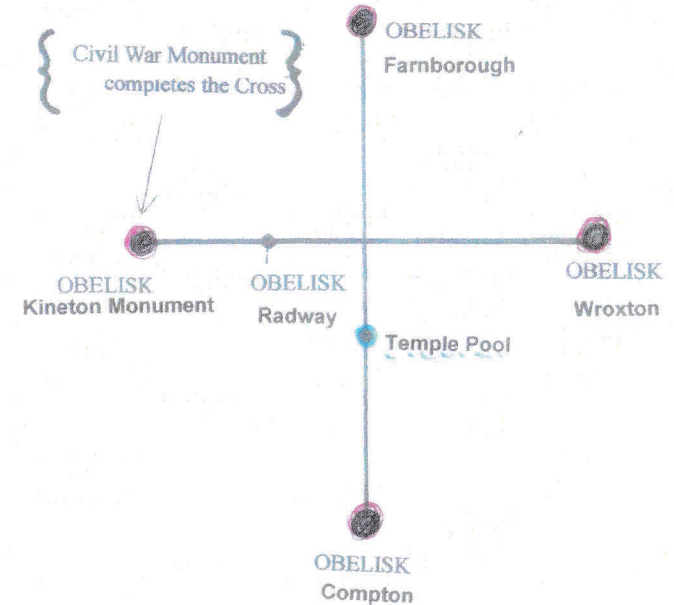 OBELISK
Farnborough
Civil War Monument
completes the Cross
OBELISK
Kineton Monument
OBELISK
Radway
OBELISK
Wroxton
Temple Pool
OBELISK
Compton